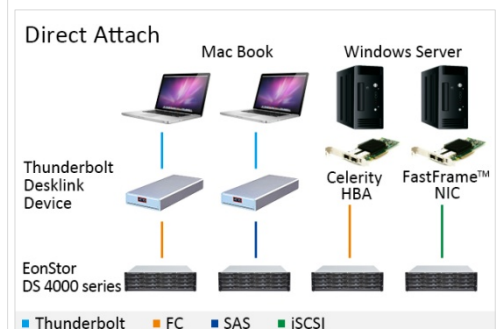 Direct Attach
Mac Book
Windows Server
Thunderbolt
Desklink
Device
Celerity
HBA
FastFrame™
NIC
EonStor
DS 4000 series
Thunderbolt
FC
SAS
iSCSI